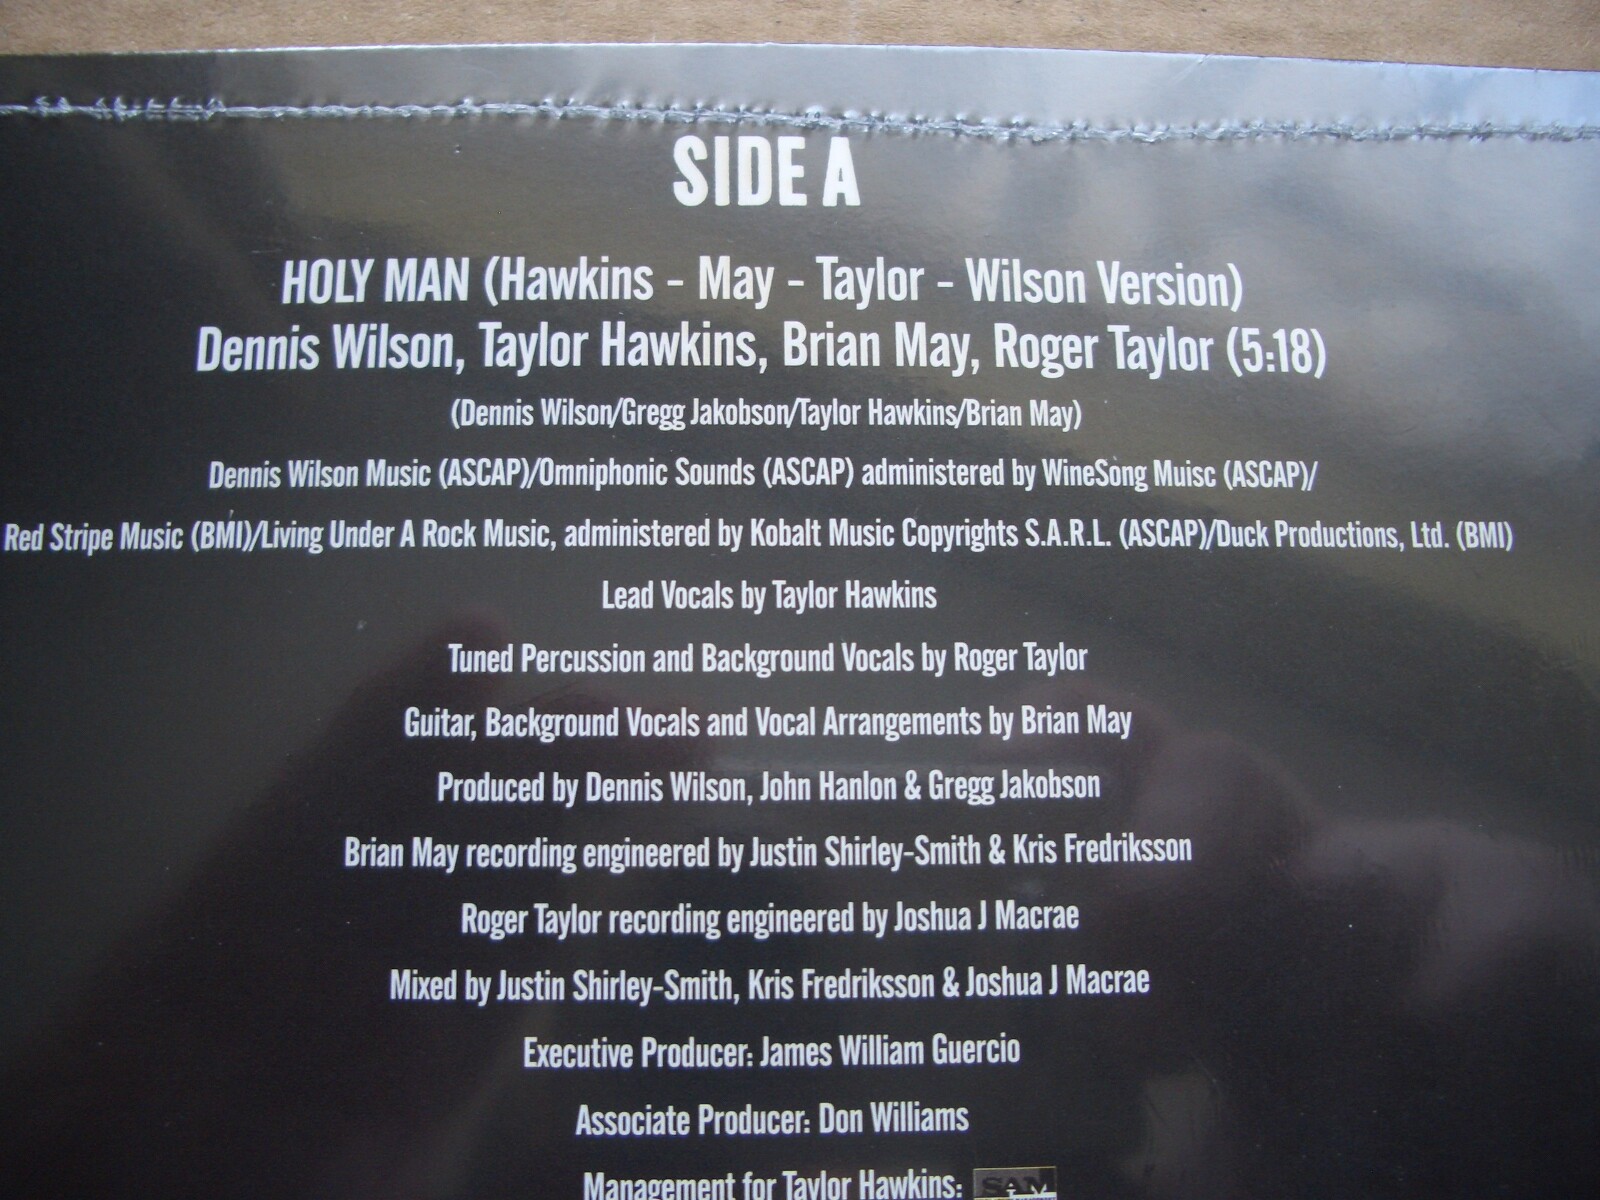 SIDE A
HOLY MAN (Hawkins - May - Taylor - Wilson Version)
Dennis Wilson, Taylor Hawkins, Brian May, Roger Taylor (5:18)
(Dennis Wilson/Gregg Jakobson/Taylor Hawkins/Brian May)
Dennis Wilson Music (ASCAP)/Omniphonic Sounds (ASCAP) administered by WineSong Muisc (ASCAP)/
Red Stripe Music (BMI)/Living Under A Rock Music, administered by Kobalt Music Copyrights S.A.R.L. (ASCAP)/Duck Productions, Ltd. (BMI)
Lead Vocals by Taylor Hawkins
Tuned Percussion and Background Vocals by Roger Taylor
Guitar, Background Vocals and Vocal Arrangements by Brian May
Produced by Dennis Wilson, John Hanlon & Gregg Jakobson
Brian May recording engineered by Justin Shirley-Smith & Kris Fredriksson
Roger Taylor recording engineered by Joshua J Macrae
Mixed by Justin Shirley-Smith, Kris Fredriksson & Joshua J Macrae
Executive Producer: James William Guercio
Associate Producer: Don Williams
Management for Taylor Hawkins: SAM